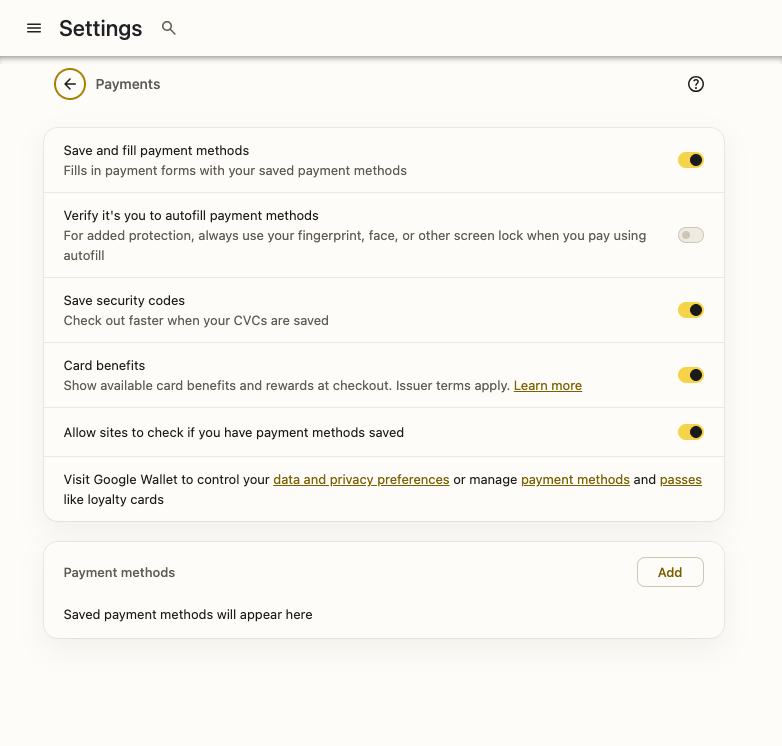 Settings
Payments
Save and fill payment methods
Fills in payment forms with your saved payment methods
Verify it's you to autofill payment methods
For added protection, always use your fingerprint, face, or other screen lock when you pay using
autofill
Save security codes
Check out faster when your CVCs are saved
Card benefits
Show available card benefits and rewards at checkout. Issuer terms apply. Learn more
Allow sites to check if you have payment methods saved
Visit Google Wallet to control your data and privacy preferences or manage payment methods and passes
like loyalty cards
Payment methods
Add
Saved payment methods will appear here